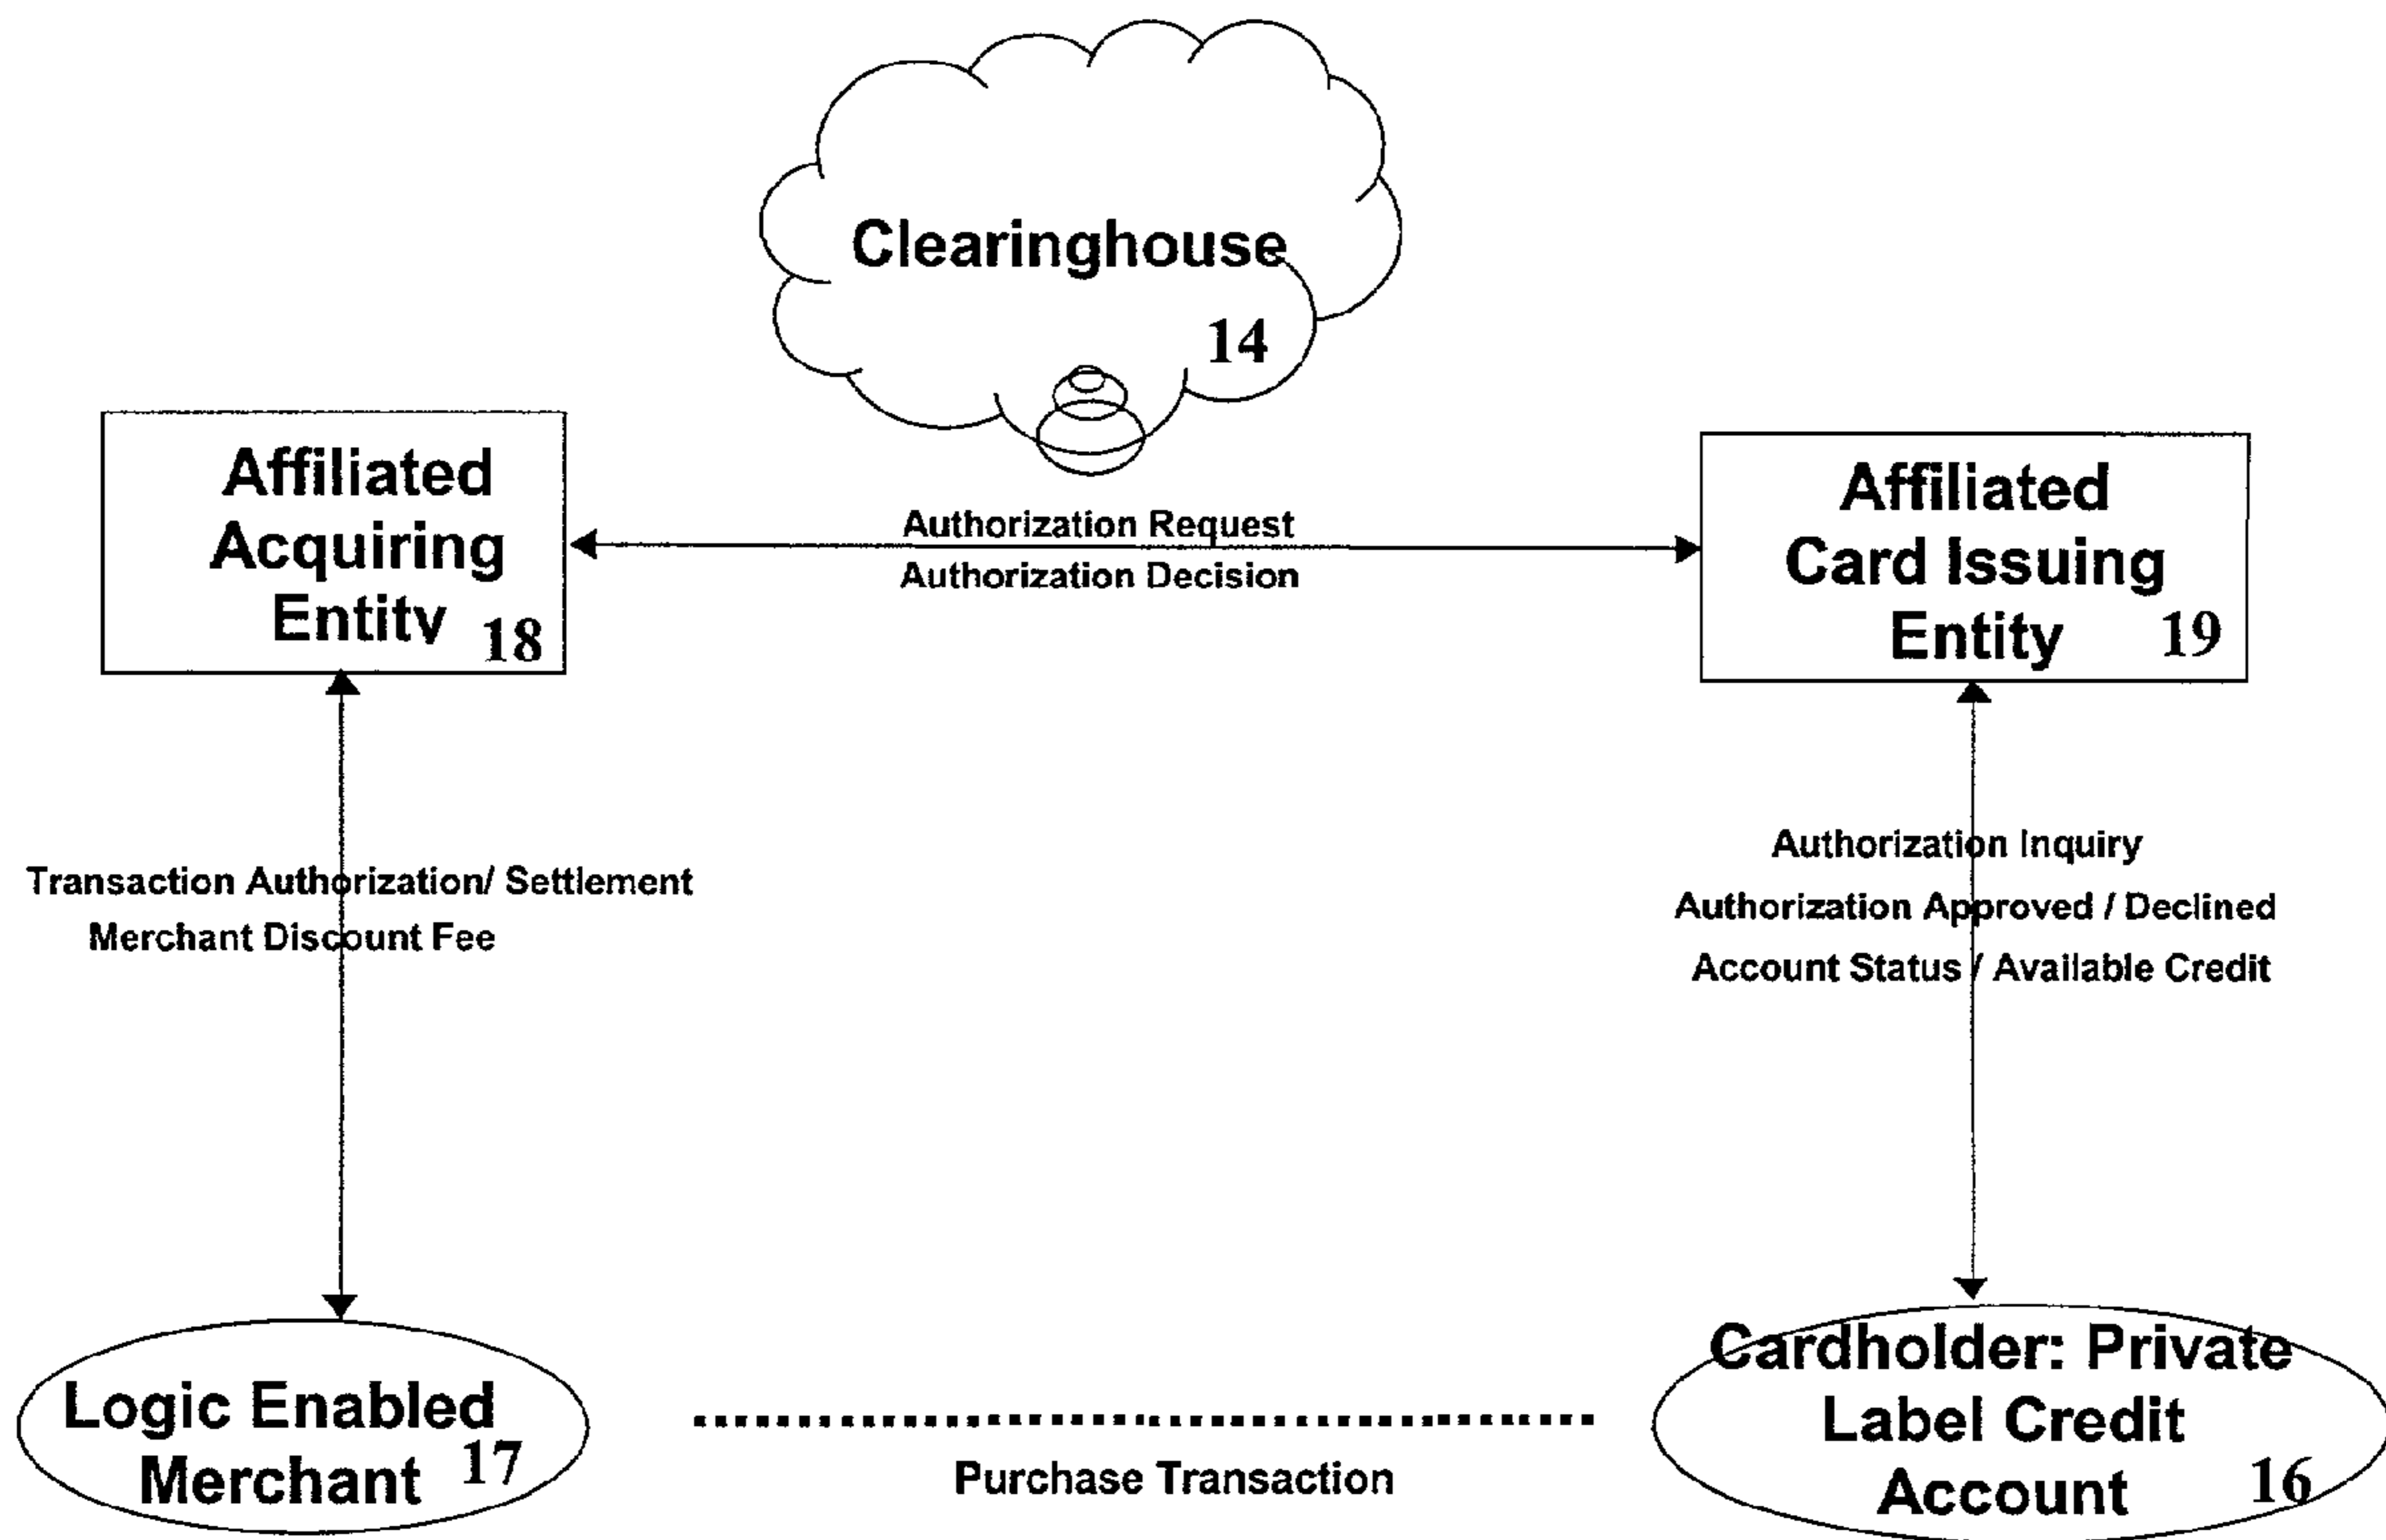 Clearinghouse
14
Affiliated
Acquiring
Entity 18
Authorization Request
Authorization Decision
Affiliated
Card Issuing
Entity 19
Transaction Authorization/ Settlement
Merchant Discount Fee
Authorization Inquiry
Authorization Approved / Declined
Account Status / Available Credit
Logic Enabled
Merchant 17
Purchase Transaction
Cardholder: Private
Label Credit
Account 16